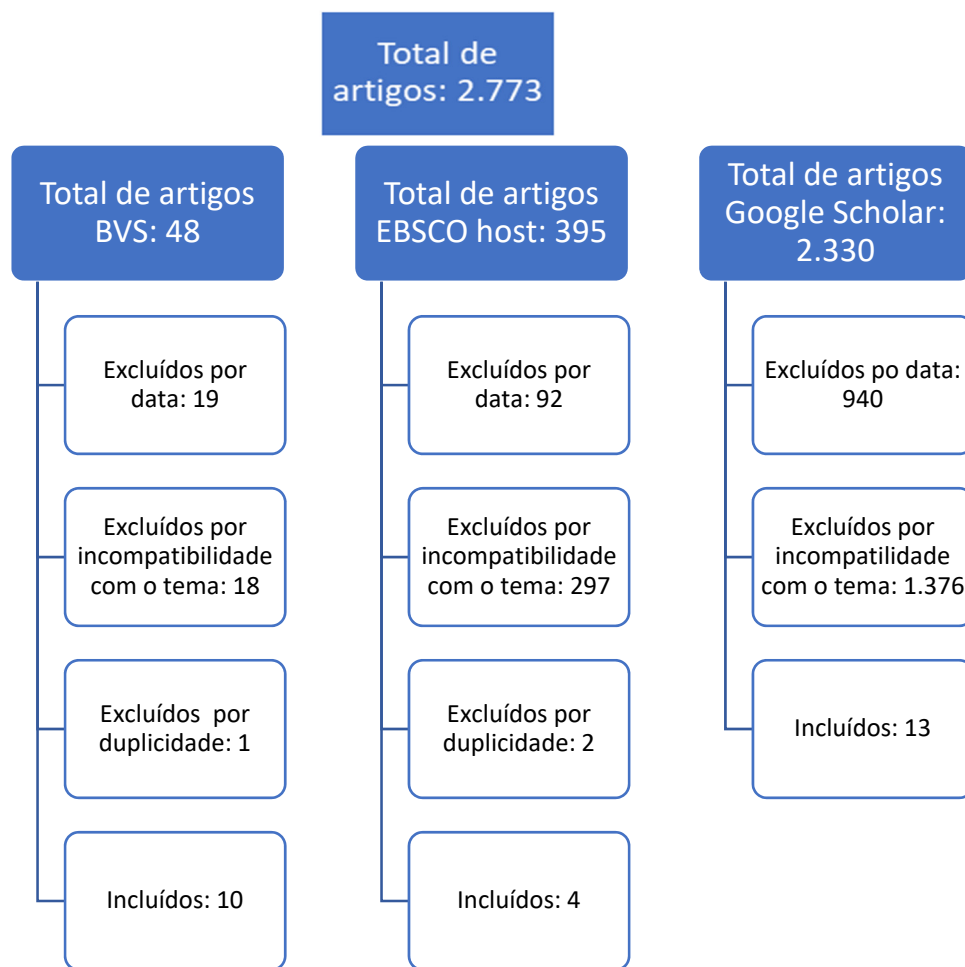 Total de
artigos: 2.773
Total de artigos
BVS: 48
Excluídos por
data: 19
Excluídos por
incompatibilidade
com o tema: 18
Excluídos  por
duplicidade: 1
Incluídos: 10
Total de artigos
EBSCO host: 395
Excluídos por
data: 92
Excluídos por
incompatibilidade
com o tema: 297
Excluídos por
duplicidade: 2
Incluídos: 4
Total de artigos
Google Scholar:
2.330
Excluídos po data:
940
Excluídos por
incompatilidade
com o tema: 1.376
Incluídos: 13